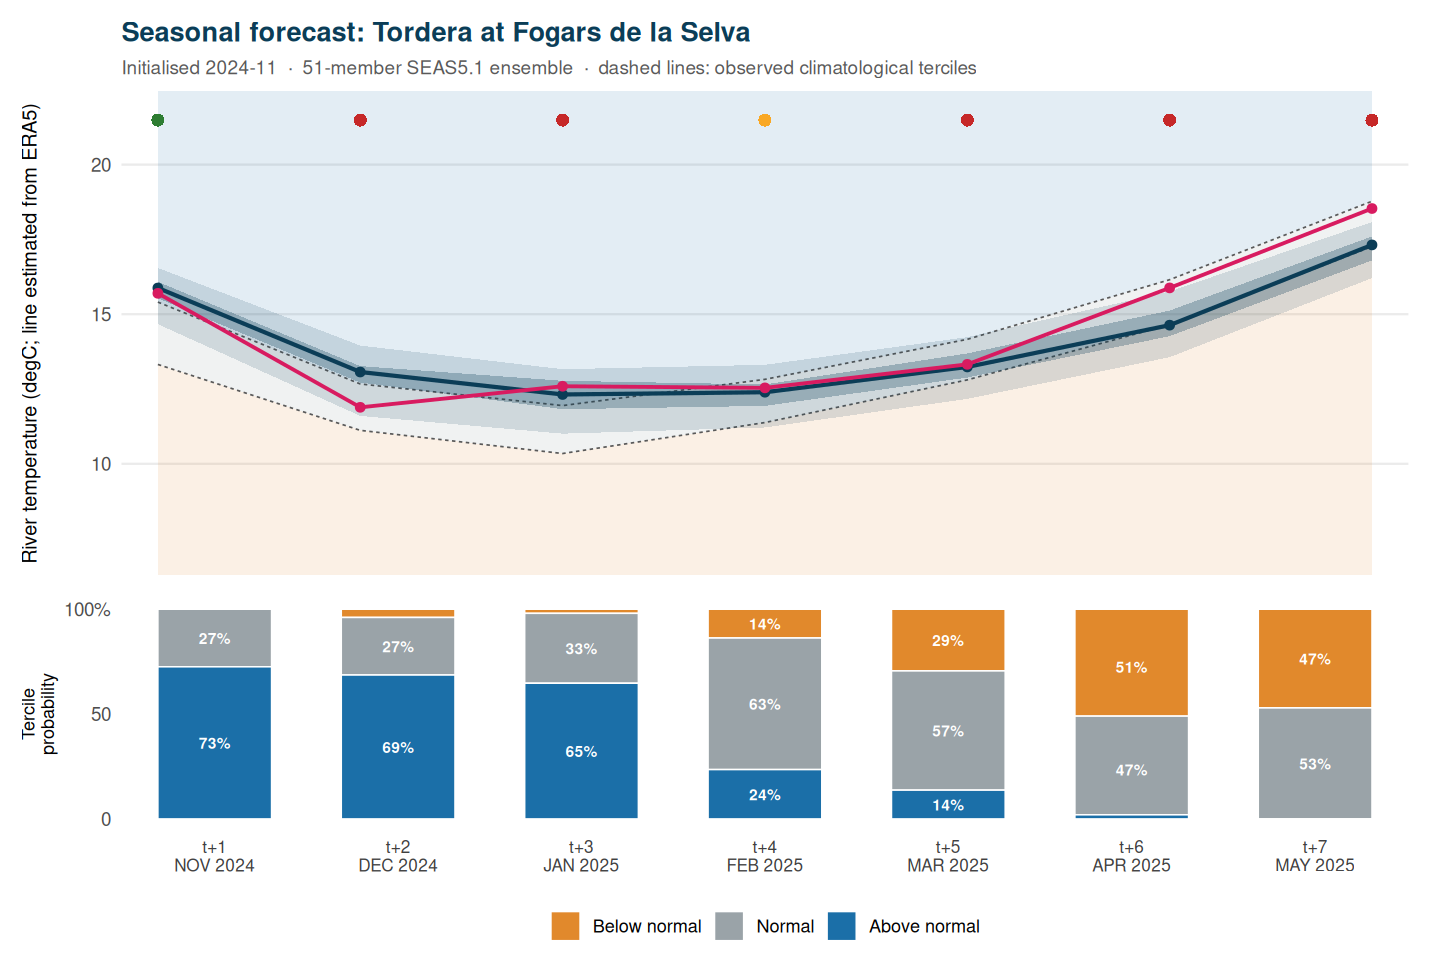 Seasonal forecast: Tordera at Fogars de la Selva
Initialised 2024-11 · 51-member SEAS5.1 ensemble · dashed lines: observed climatological terciles
River temperature (degC; line estimated from ERA5)
20
15
10
Tercile
probability
100%
50
0
27%
73%
27%
69%
33%
65%
14%
63%
24%
29%
57%
14%
51%
47%
47%
53%
t+1
NOV 2024
t+2
DEC 2024
t+3
JAN 2025
t+4
FEB 2025
t+5
MAR 2025
t+6
APR 2025
t+7
MAY 2025
Below normal
Normal
Above normal